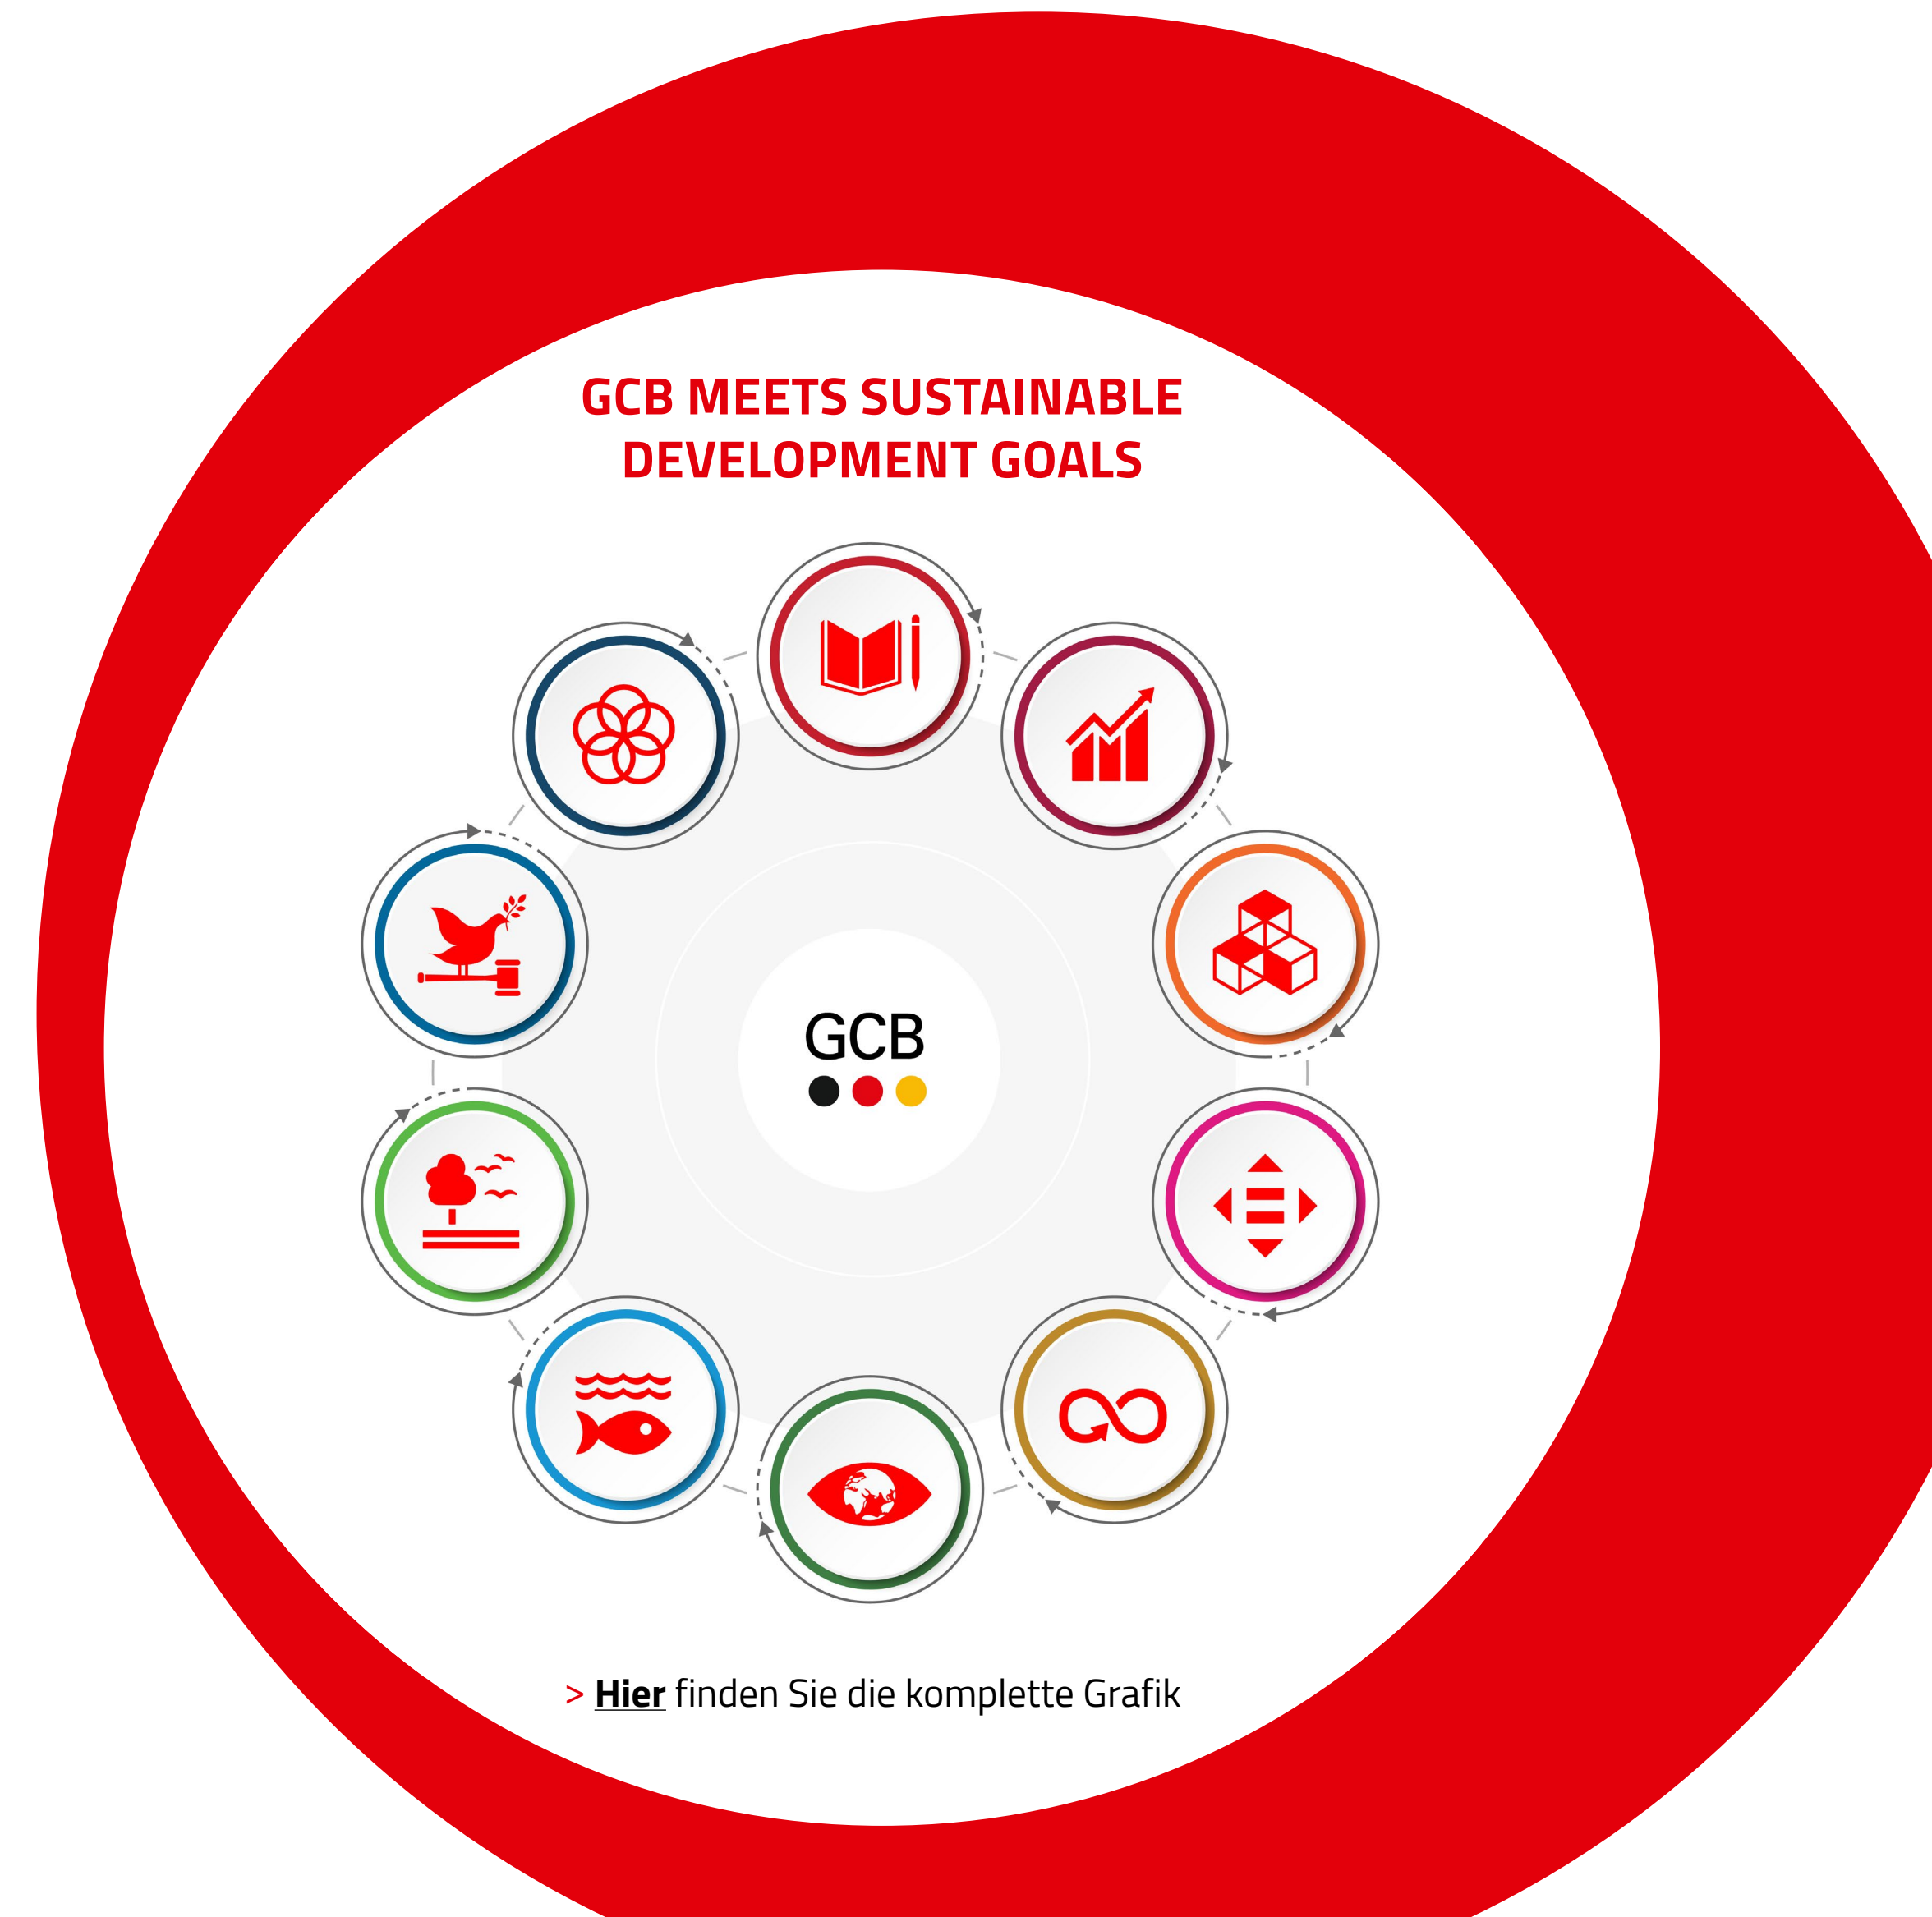 GCB MEETS SUSTAINABLE
DEVELOPMENT GOALS
GCB
> Hier finden Sie die komplette Grafik